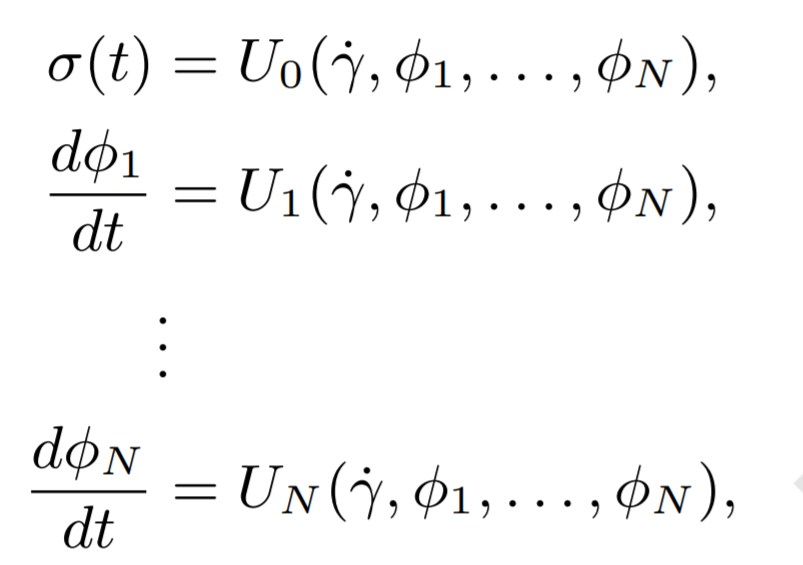 σ(t) = U₀(γ̇, ϕ₁, . . . , ϕ_N),
dϕ₁/dt = U₁(γ̇, ϕ₁, . . . , ϕ_N),
⋮
dϕ_N/dt = U_N(γ̇, ϕ₁, . . . , ϕ_N),